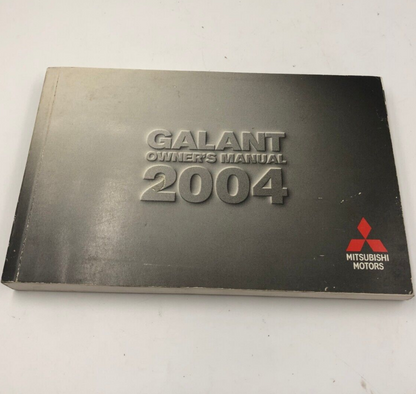 GALANT
OWNER'S MANUAL
2004
MITSUBISHI
MOTORS